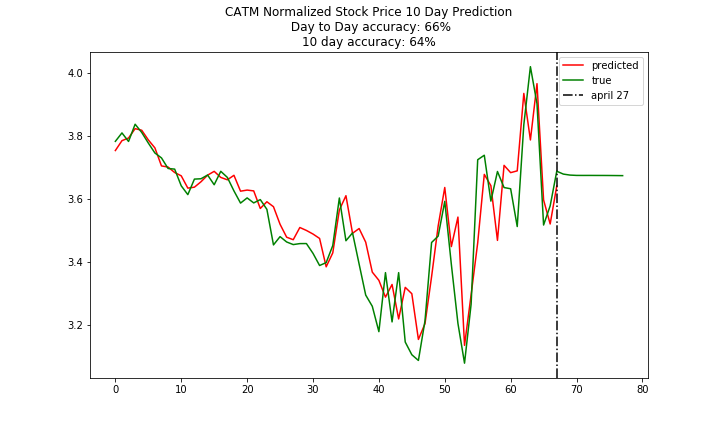 CATM Normalized Stock Price 10 Day Prediction
Day to Day accuracy: 66%
10 day accuracy: 64%
predicted
true
april 27
4.0
3.8
3.6
3.4
3.2
0 10 20 30 40 50 60 70 80